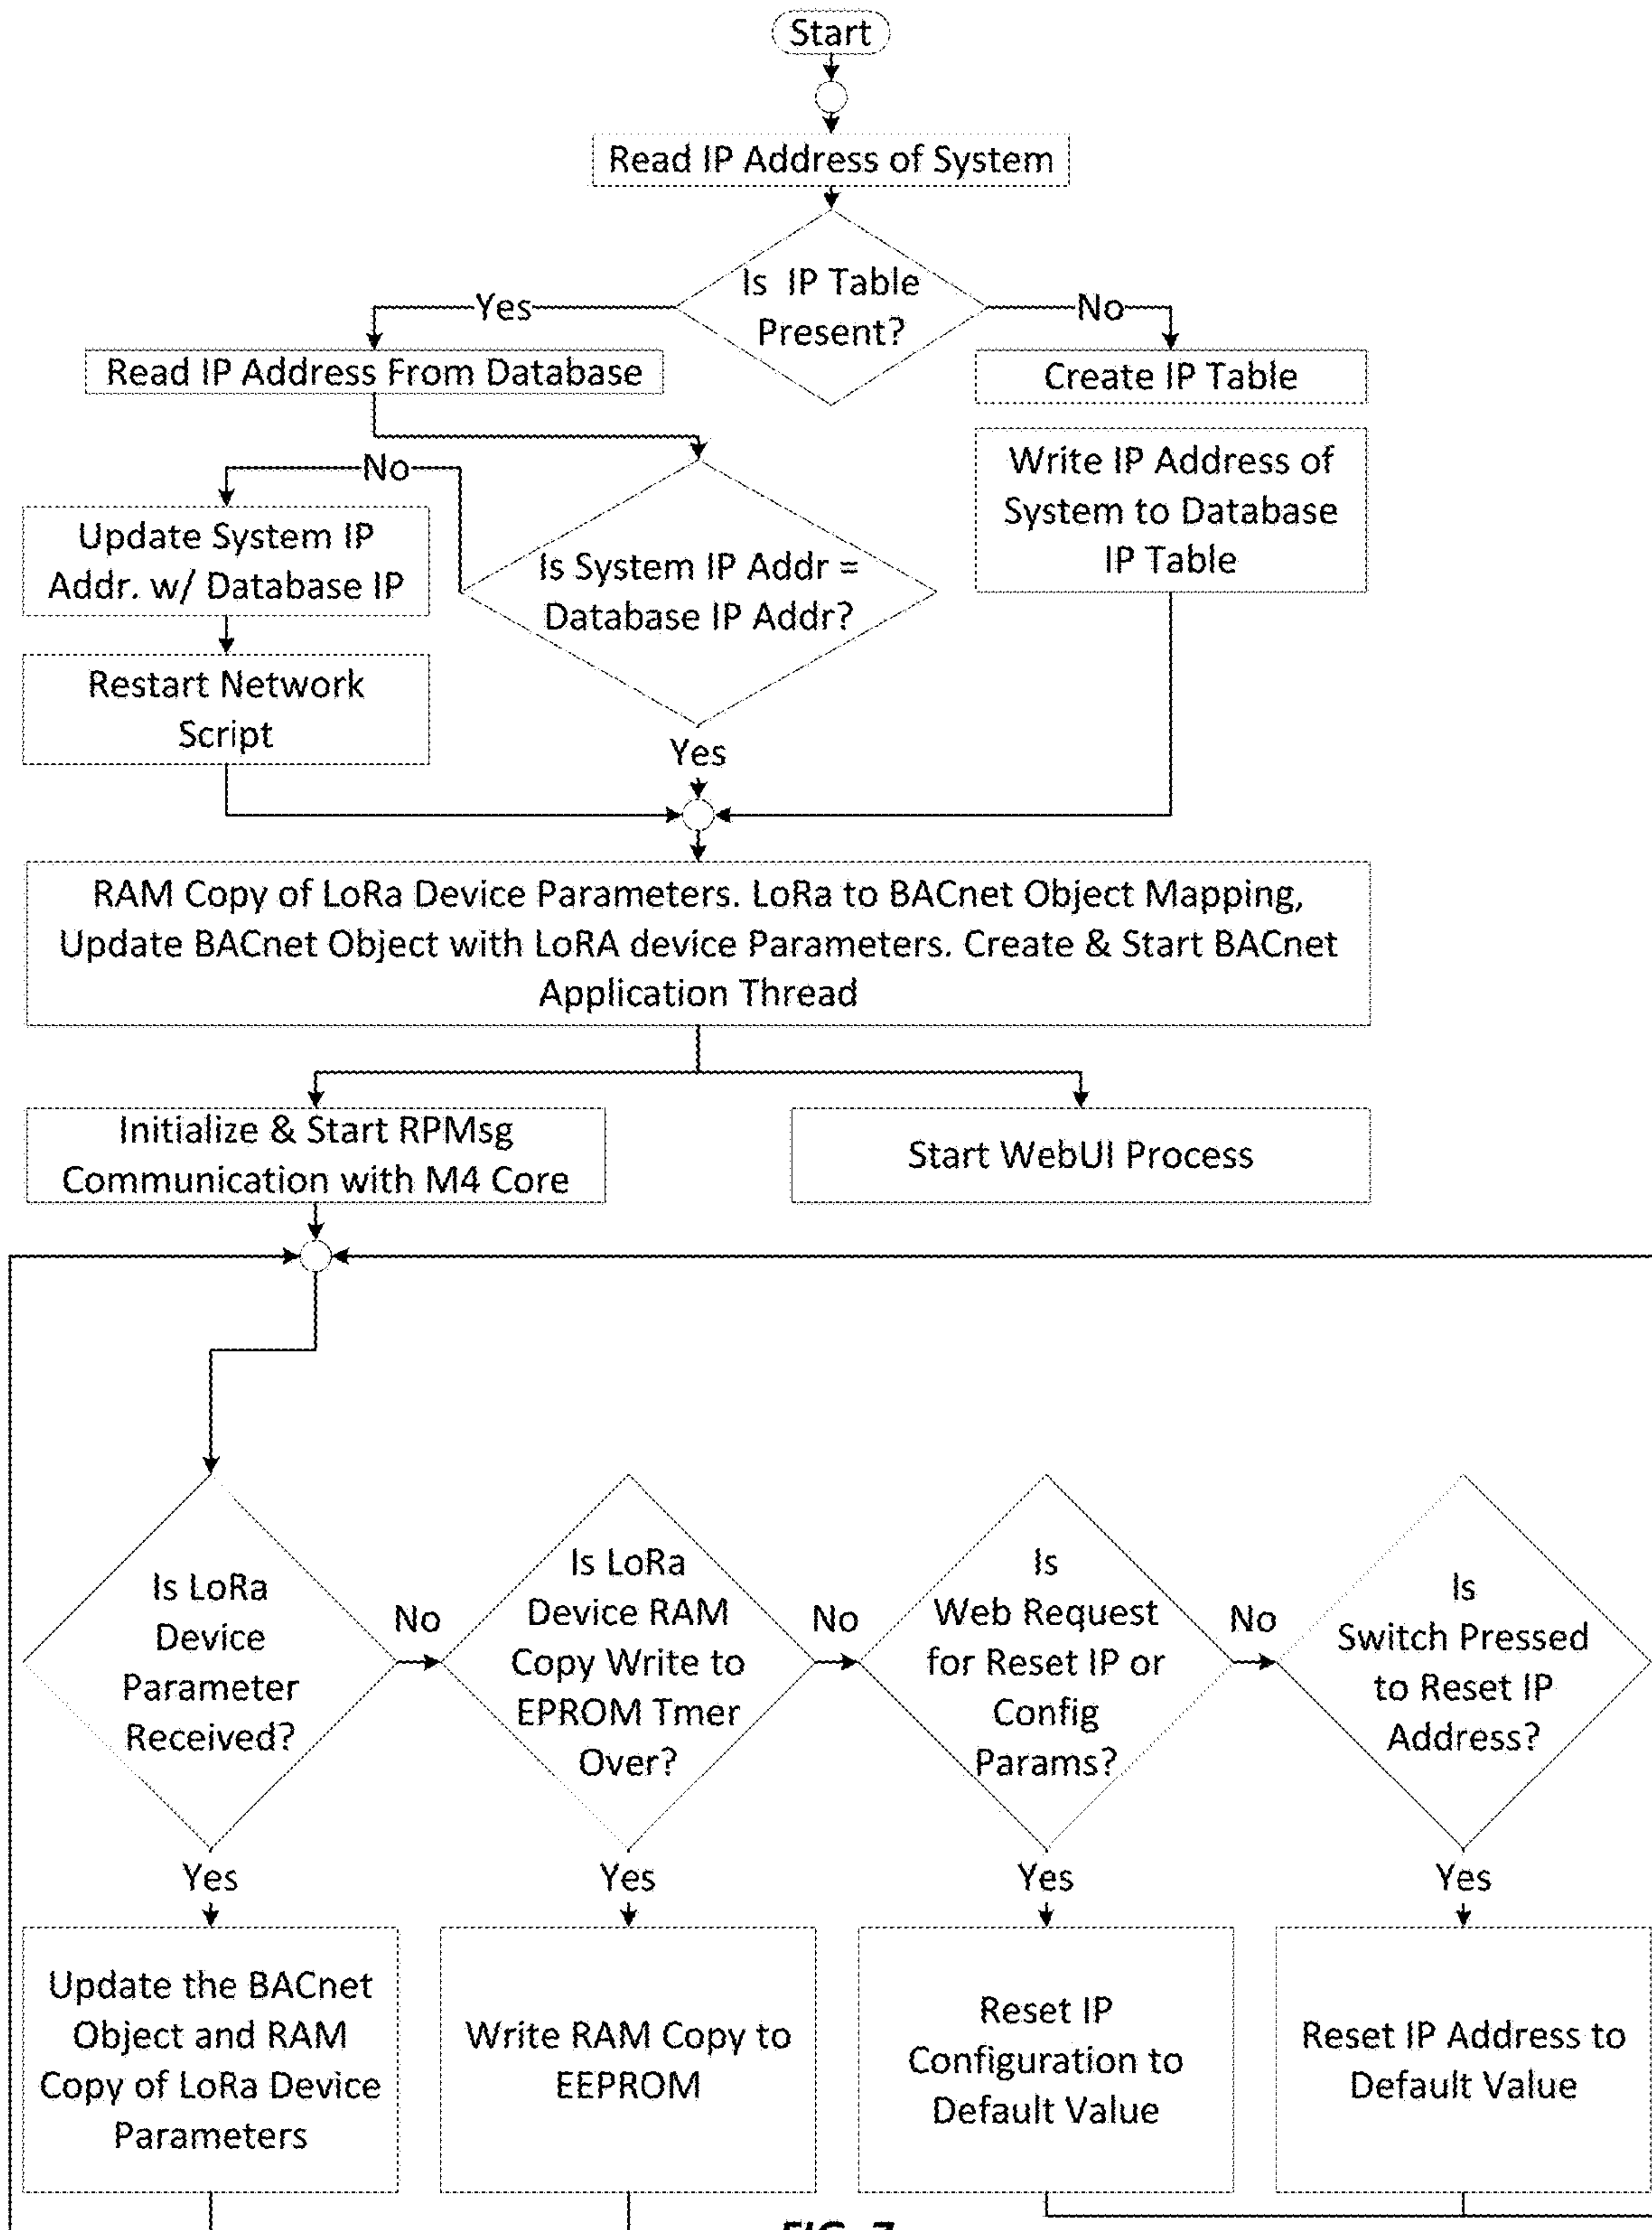 Start
Read IP Address of System
Is IP Table
Present?
Yes
No
Read IP Address From Database
Create IP Table
No
Write IP Address of
System to Database
IP Table
Update System IP
Addr. w/ Database IP
Is System IP Addr =
Database IP Addr?
Restart Network
Script
Yes
RAM Copy of LoRa Device Parameters. LoRa to BACnet Object Mapping,
Update BACnet Object with LoRA device Parameters. Create & Start BACnet
Application Thread
Initialize & Start RPMsg
Communication with M4 Core
Start WebUI Process
Is LoRa
Device
Parameter
Received?
No
Is LoRa
Device RAM
Copy Write to
EPROM Tmer
Over?
No
Is
Web Request
for Reset IP or
Config
Params?
No
Is
Switch Pressed
to Reset IP
Address?
Yes
Yes
Yes
Yes
Update the BACnet
Object and RAM
Copy of LoRa Device
Parameters
Write RAM Copy to
EEPROM
Reset IP
Configuration to
Default Value
Reset IP Address to
Default Value
FIG. 7